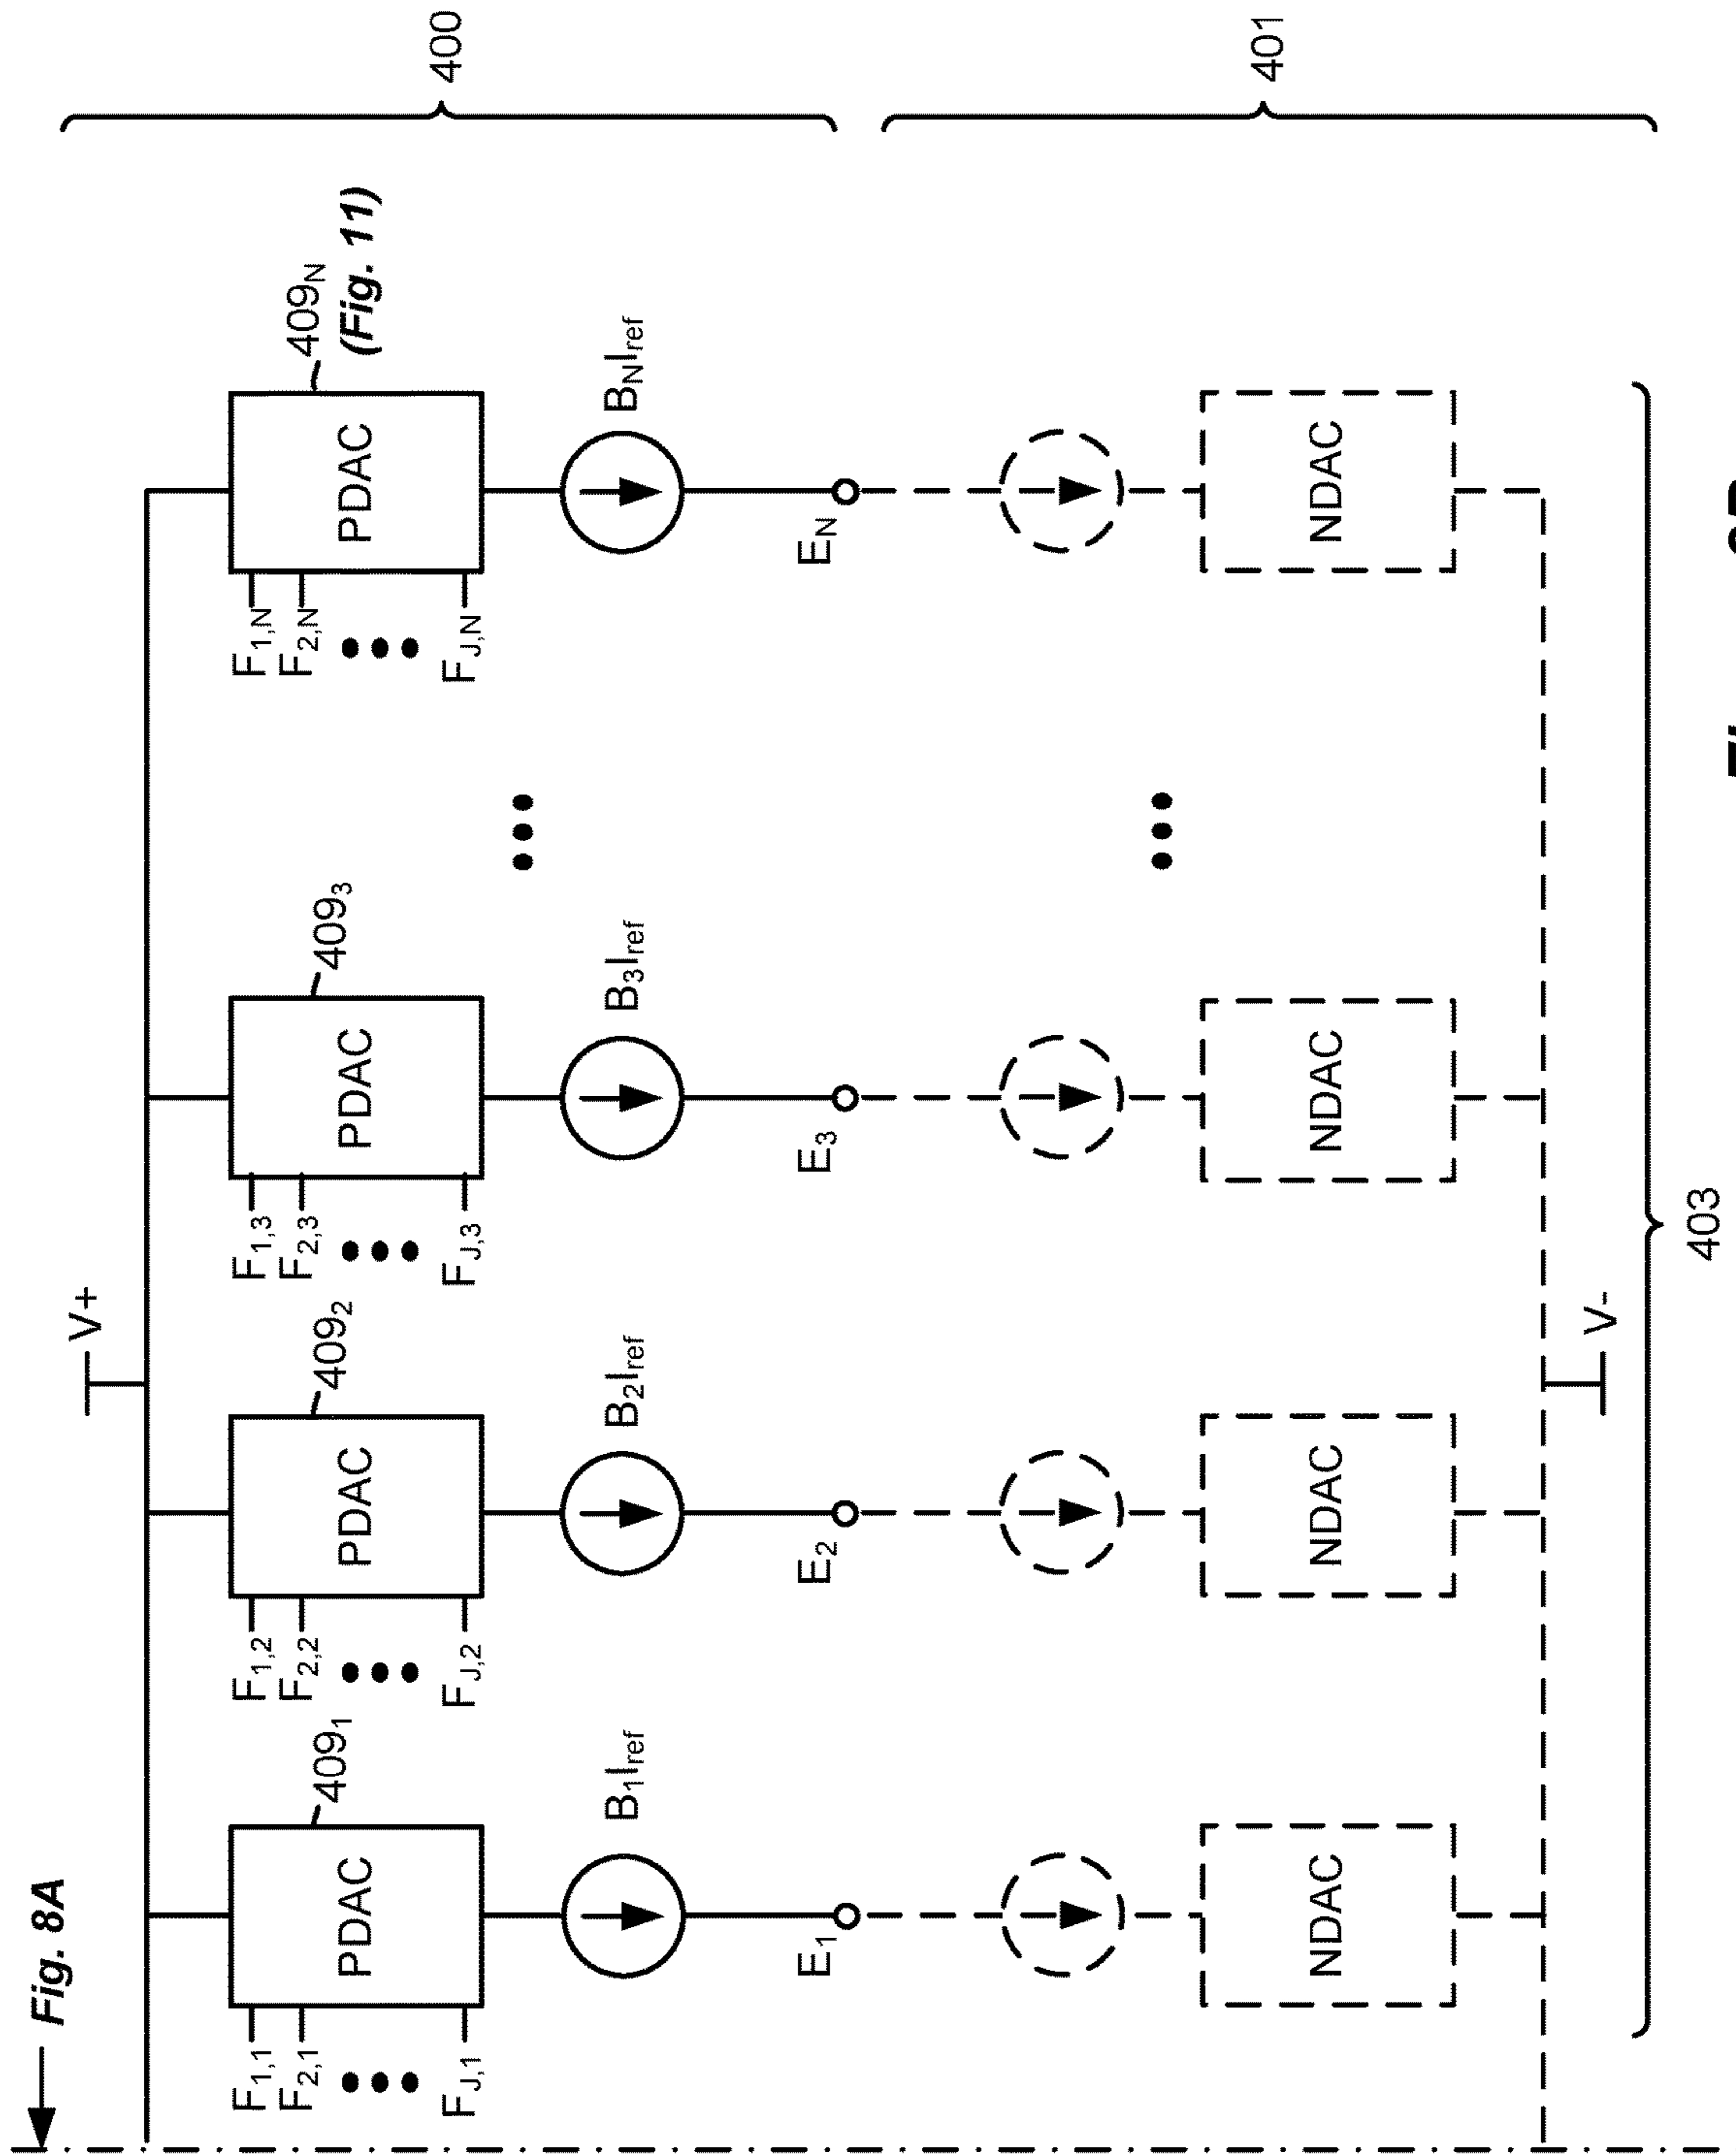 Fig. 8A
V+
400
409₁
409₂
409₃
409N
(Fig. 11)
F₁,₁
F₂,₁
FJ,₁
PDAC
F₁,₂
F₂,₂
FJ,₂
PDAC
F₁,₃
F₂,₃
FJ,₃
PDAC
F₁,N
F₂,N
FJ,N
PDAC
B₁Iref
B₂Iref
B₃Iref
BNIref
E₁
E₂
E₃
EN
401
NDAC
NDAC
NDAC
NDAC
V-
403